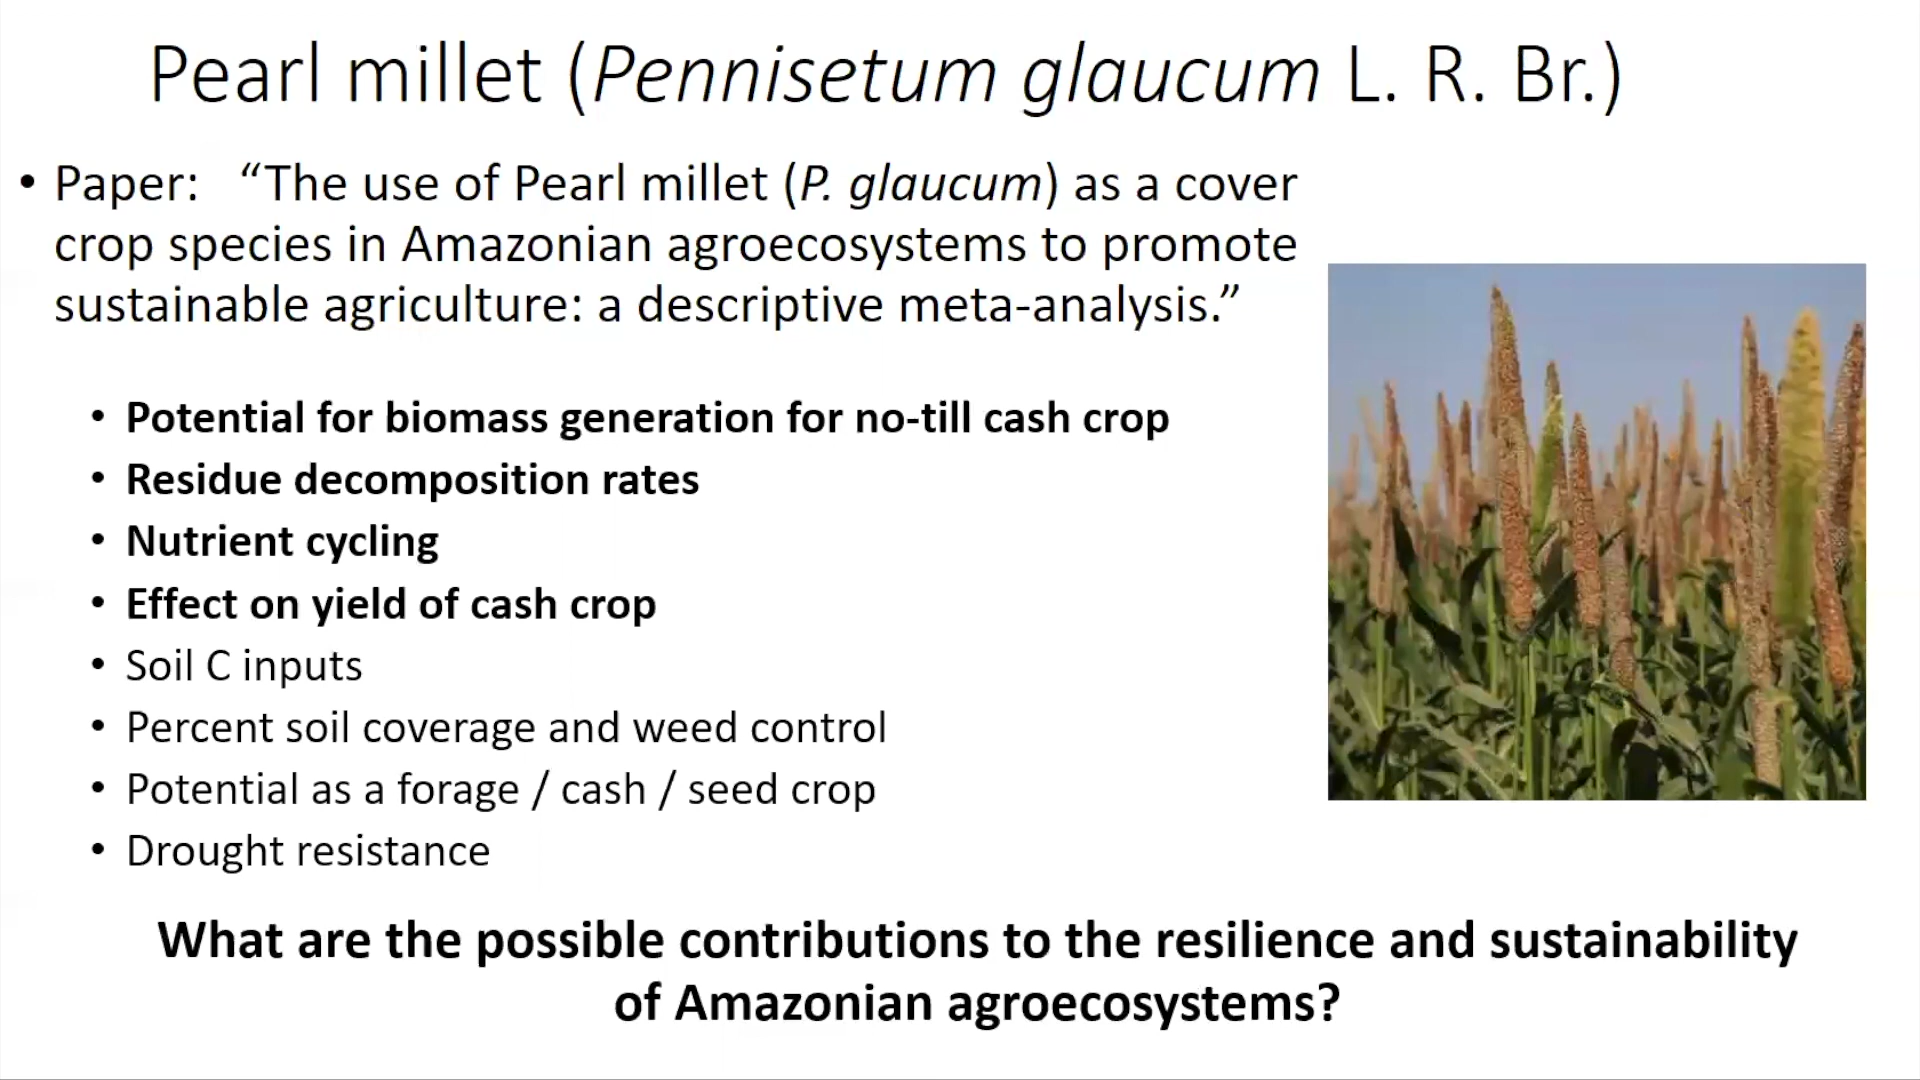 Pearl millet (Pennisetum glaucum L. R. Br.)
• Paper: “The use of Pearl millet (P. glaucum) as a cover
crop species in Amazonian agroecosystems to promote
sustainable agriculture: a descriptive meta-analysis.”
• Potential for biomass generation for no-till cash crop
• Residue decomposition rates
• Nutrient cycling
• Effect on yield of cash crop
• Soil C inputs
• Percent soil coverage and weed control
• Potential as a forage / cash / seed crop
• Drought resistance
What are the possible contributions to the resilience and sustainability
of Amazonian agroecosystems?